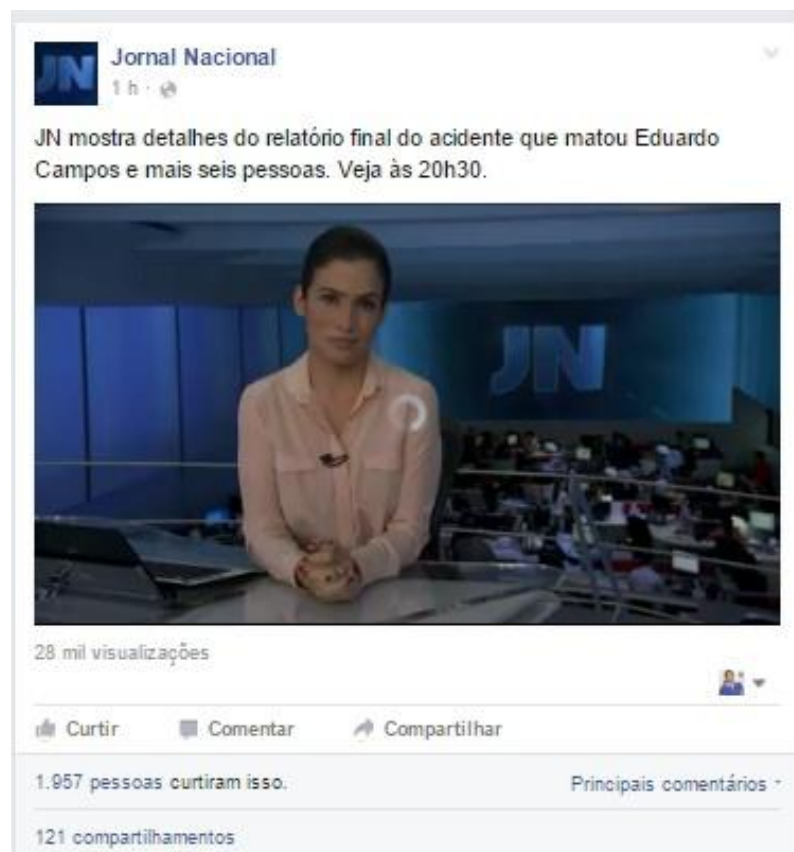 JN
Jornal Nacional
1 h ·
JN mostra detalhes do relatório final do acidente que matou Eduardo
Campos e mais seis pessoas. Veja às 20h30.
JN
28 mil visualizações
Curtir Comentar Compartilhar
1.957 pessoas curtiram isso. Principais comentários
121 compartilhamentos